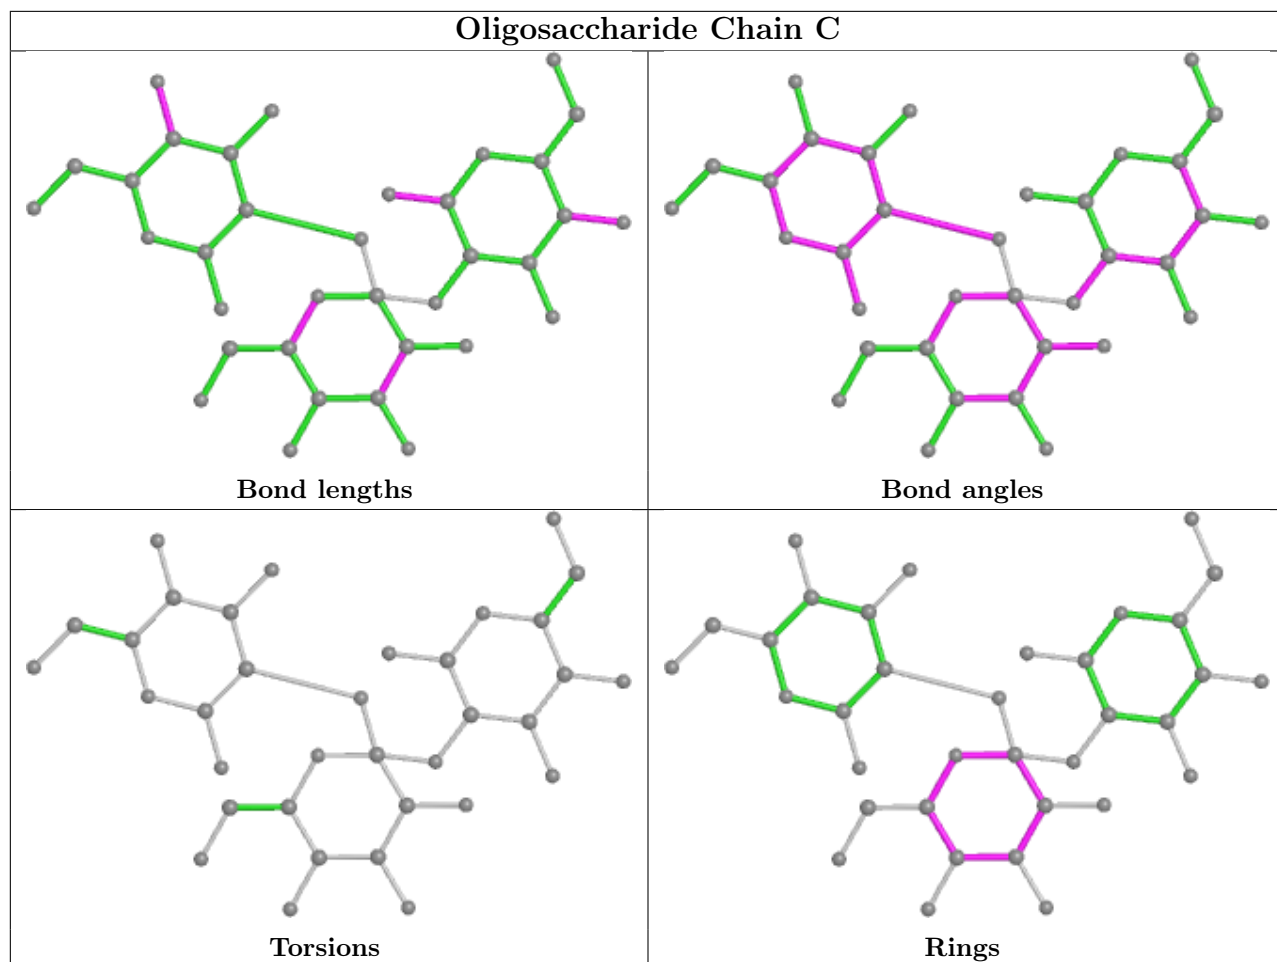 Oligosaccharide Chain C
Bond lengths
Bond angles
Torsions
Rings